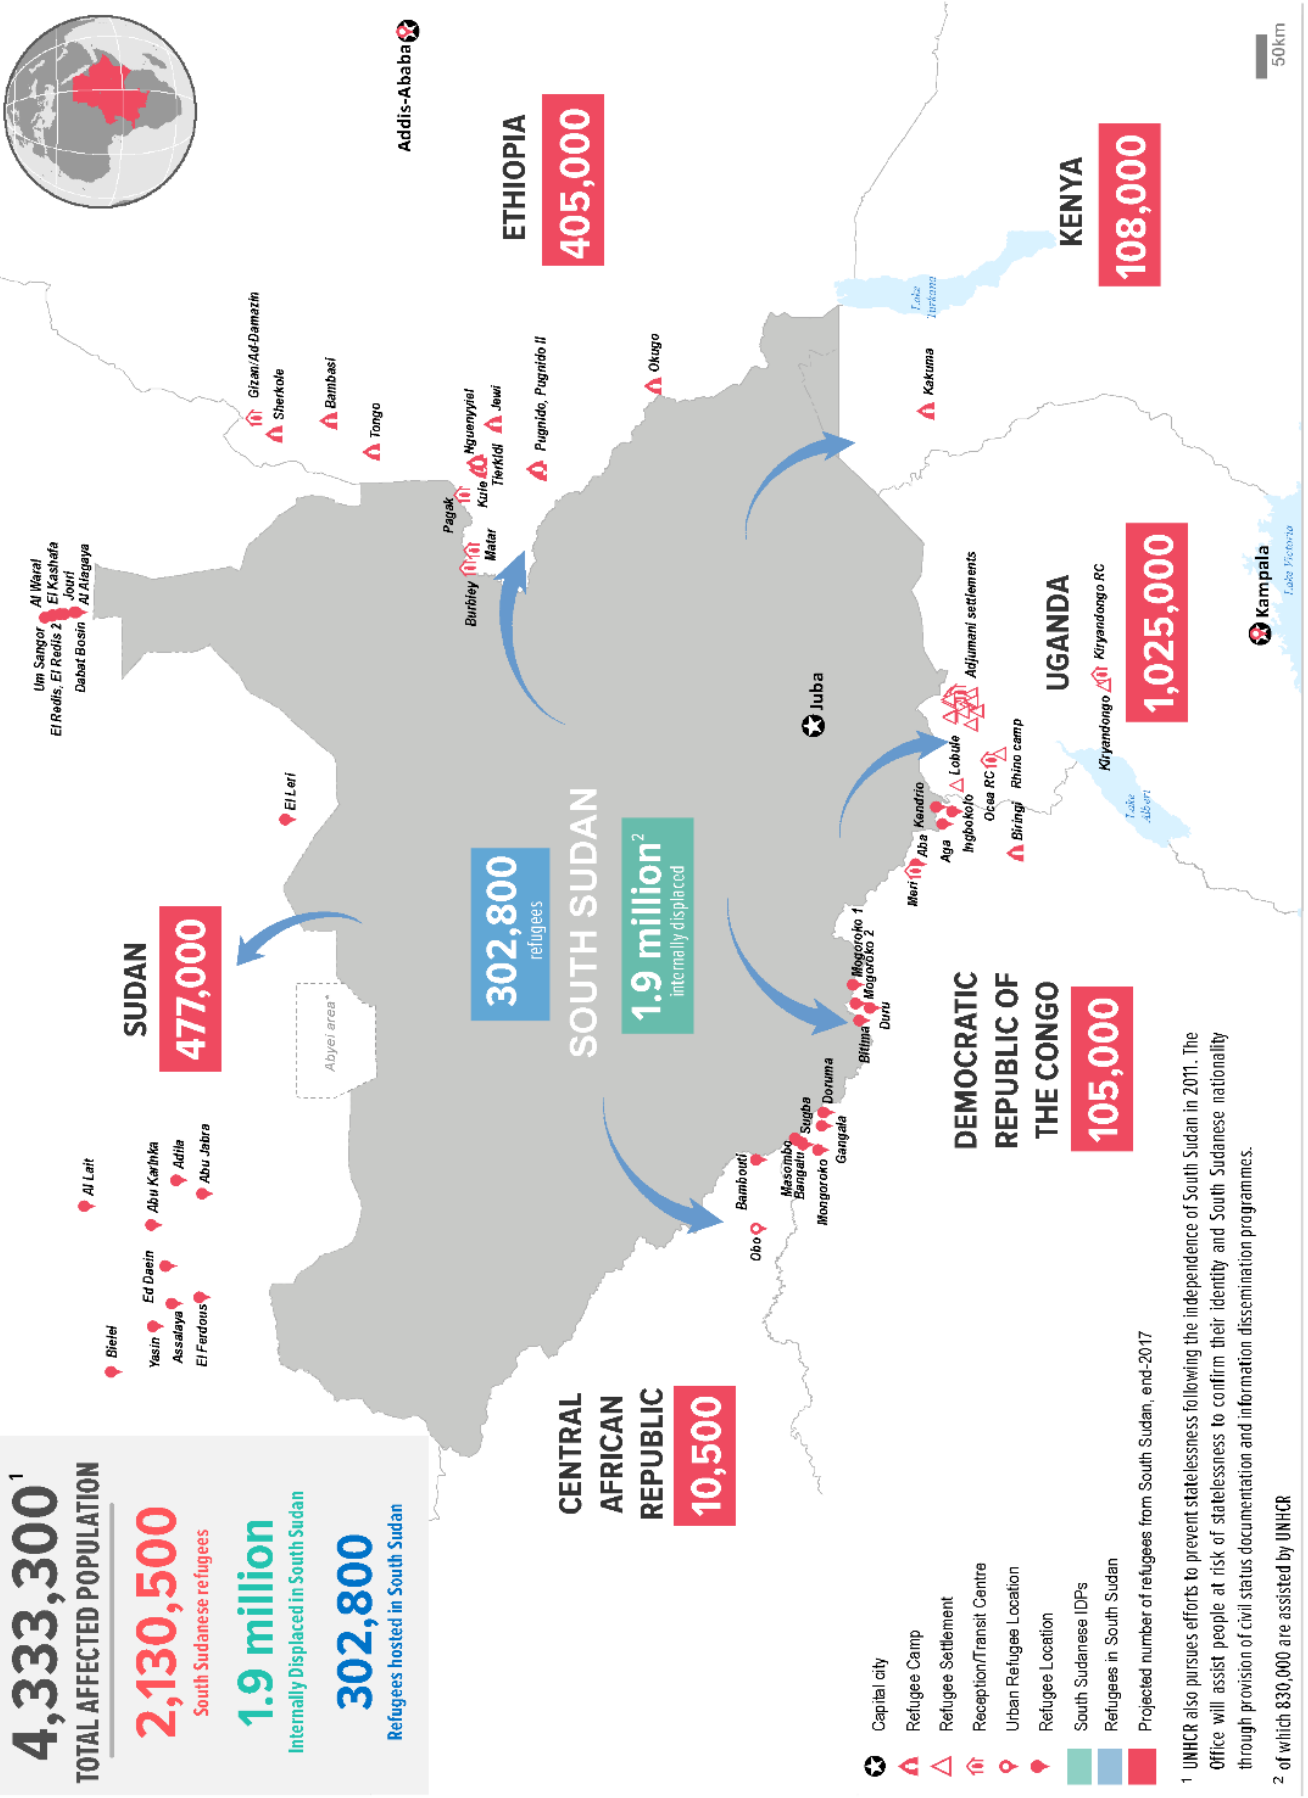 4,333,300¹
TOTAL AFFECTED POPULATION
2,130,500
South Sudanese refugees
1.9 million
Internally Displaced in South Sudan
302,800
Refugees hosted in South Sudan
Um Sangor
Al Waral
El Redis, El Redis 2
El Kashafa
Jouri
Dabat Bosin
Al Alagaya
Bielel
Al Lait
Yasin
Ed Daein
Abu Karinka
Assalaya
Adila
El Ferdous
Abu Jabra
SUDAN
477,000
El Leri
Abyei area*
Gizan/Ad-Damazin
Sherkole
Bambasi
Tongo
Addis-Ababa
Pagak
Nguenyyiel
Burbiey
Kule
Jewi
Matar
Tierkidi
Pugnido, Pugnido II
Okugo
ETHIOPIA
405,000
302,800
refugees
SOUTH SUDAN
1.9 million²
internally displaced
CENTRAL
AFRICAN
REPUBLIC
10,500
Bambouti
Obo
Masombo
Sugba
Bangalu
Doruma
Mongoroko
Gangala
Juba
Mogoroko 1
Mogoroko 2
Bitima
Duru
Meri
Aba
Kendrio
Aga
Lobule
Adjumani settlements
Ingbokolo
Ocea RC
Biringi
Rhino camp
Kakuma
Lake
Turkana
KENYA
108,000
DEMOCRATIC
REPUBLIC OF
THE CONGO
105,000
UGANDA
1,025,000
Kiryandongo
Kiryandongo RC
Lake
Albert
Kampala
Lake Victoria
50km
Capital city
Refugee Camp
Refugee Settlement
Reception/Transit Centre
Urban Refugee Location
Refugee Location
South Sudanese IDPs
Refugees in South Sudan
Projected number of refugees from South Sudan, end-2017
¹ UNHCR also pursues efforts to prevent statelessness following the independence of South Sudan in 2011. The
Office will assist people at risk of statelessness to confirm their identity and South Sudanese nationality
through provision of civil status documentation and information dissemination programmes.
² of which 830,000 are assisted by UNHCR